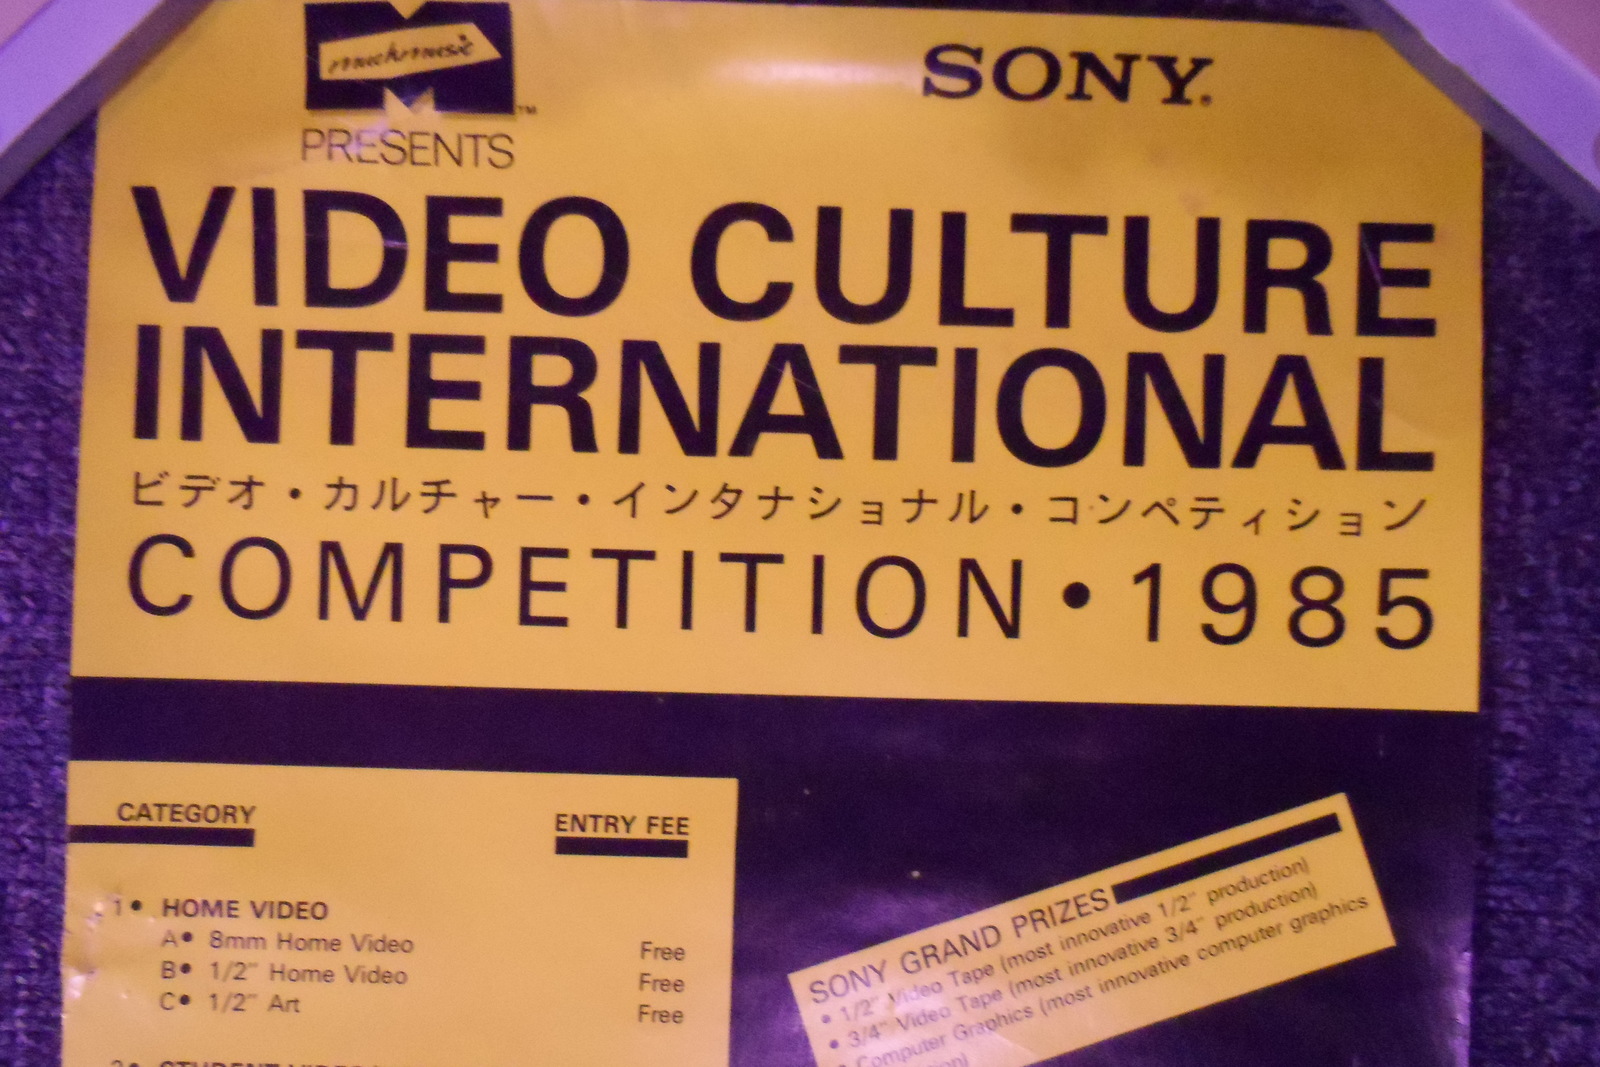 muchmusic
™
PRESENTS
SONY®
VIDEO CULTURE
INTERNATIONAL
ビデオ・カルチャー・インタナショナル・コンペティション
COMPETITION • 1985
CATEGORY ENTRY FEE
1• HOME VIDEO
A• 8mm Home Video Free
B• 1/2″ Home Video Free
C• 1/2″ Art Free
2• STUDENT VIDEO
SONY GRAND PRIZES
• 1/2″ Video Tape (most innovative 1/2″ production)
• 3/4″ Video Tape (most innovative 3/4″ production)
• Computer Graphics (most innovative computer graphics